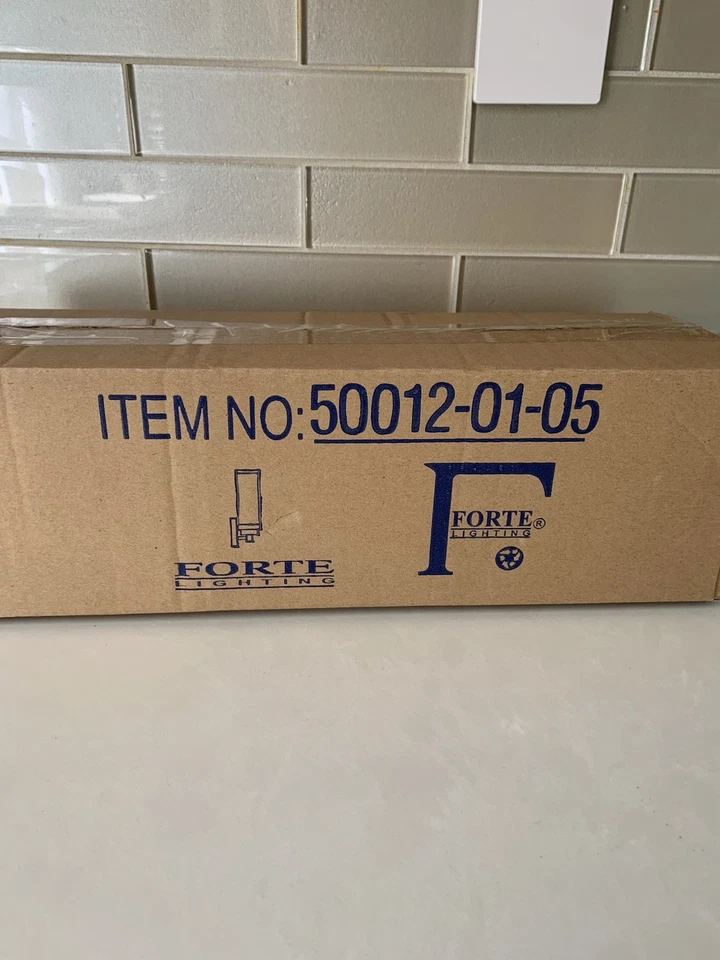 ITEM NO: 50012-01-05
FORTE
LIGHTING
FORTE®
LIGHTING